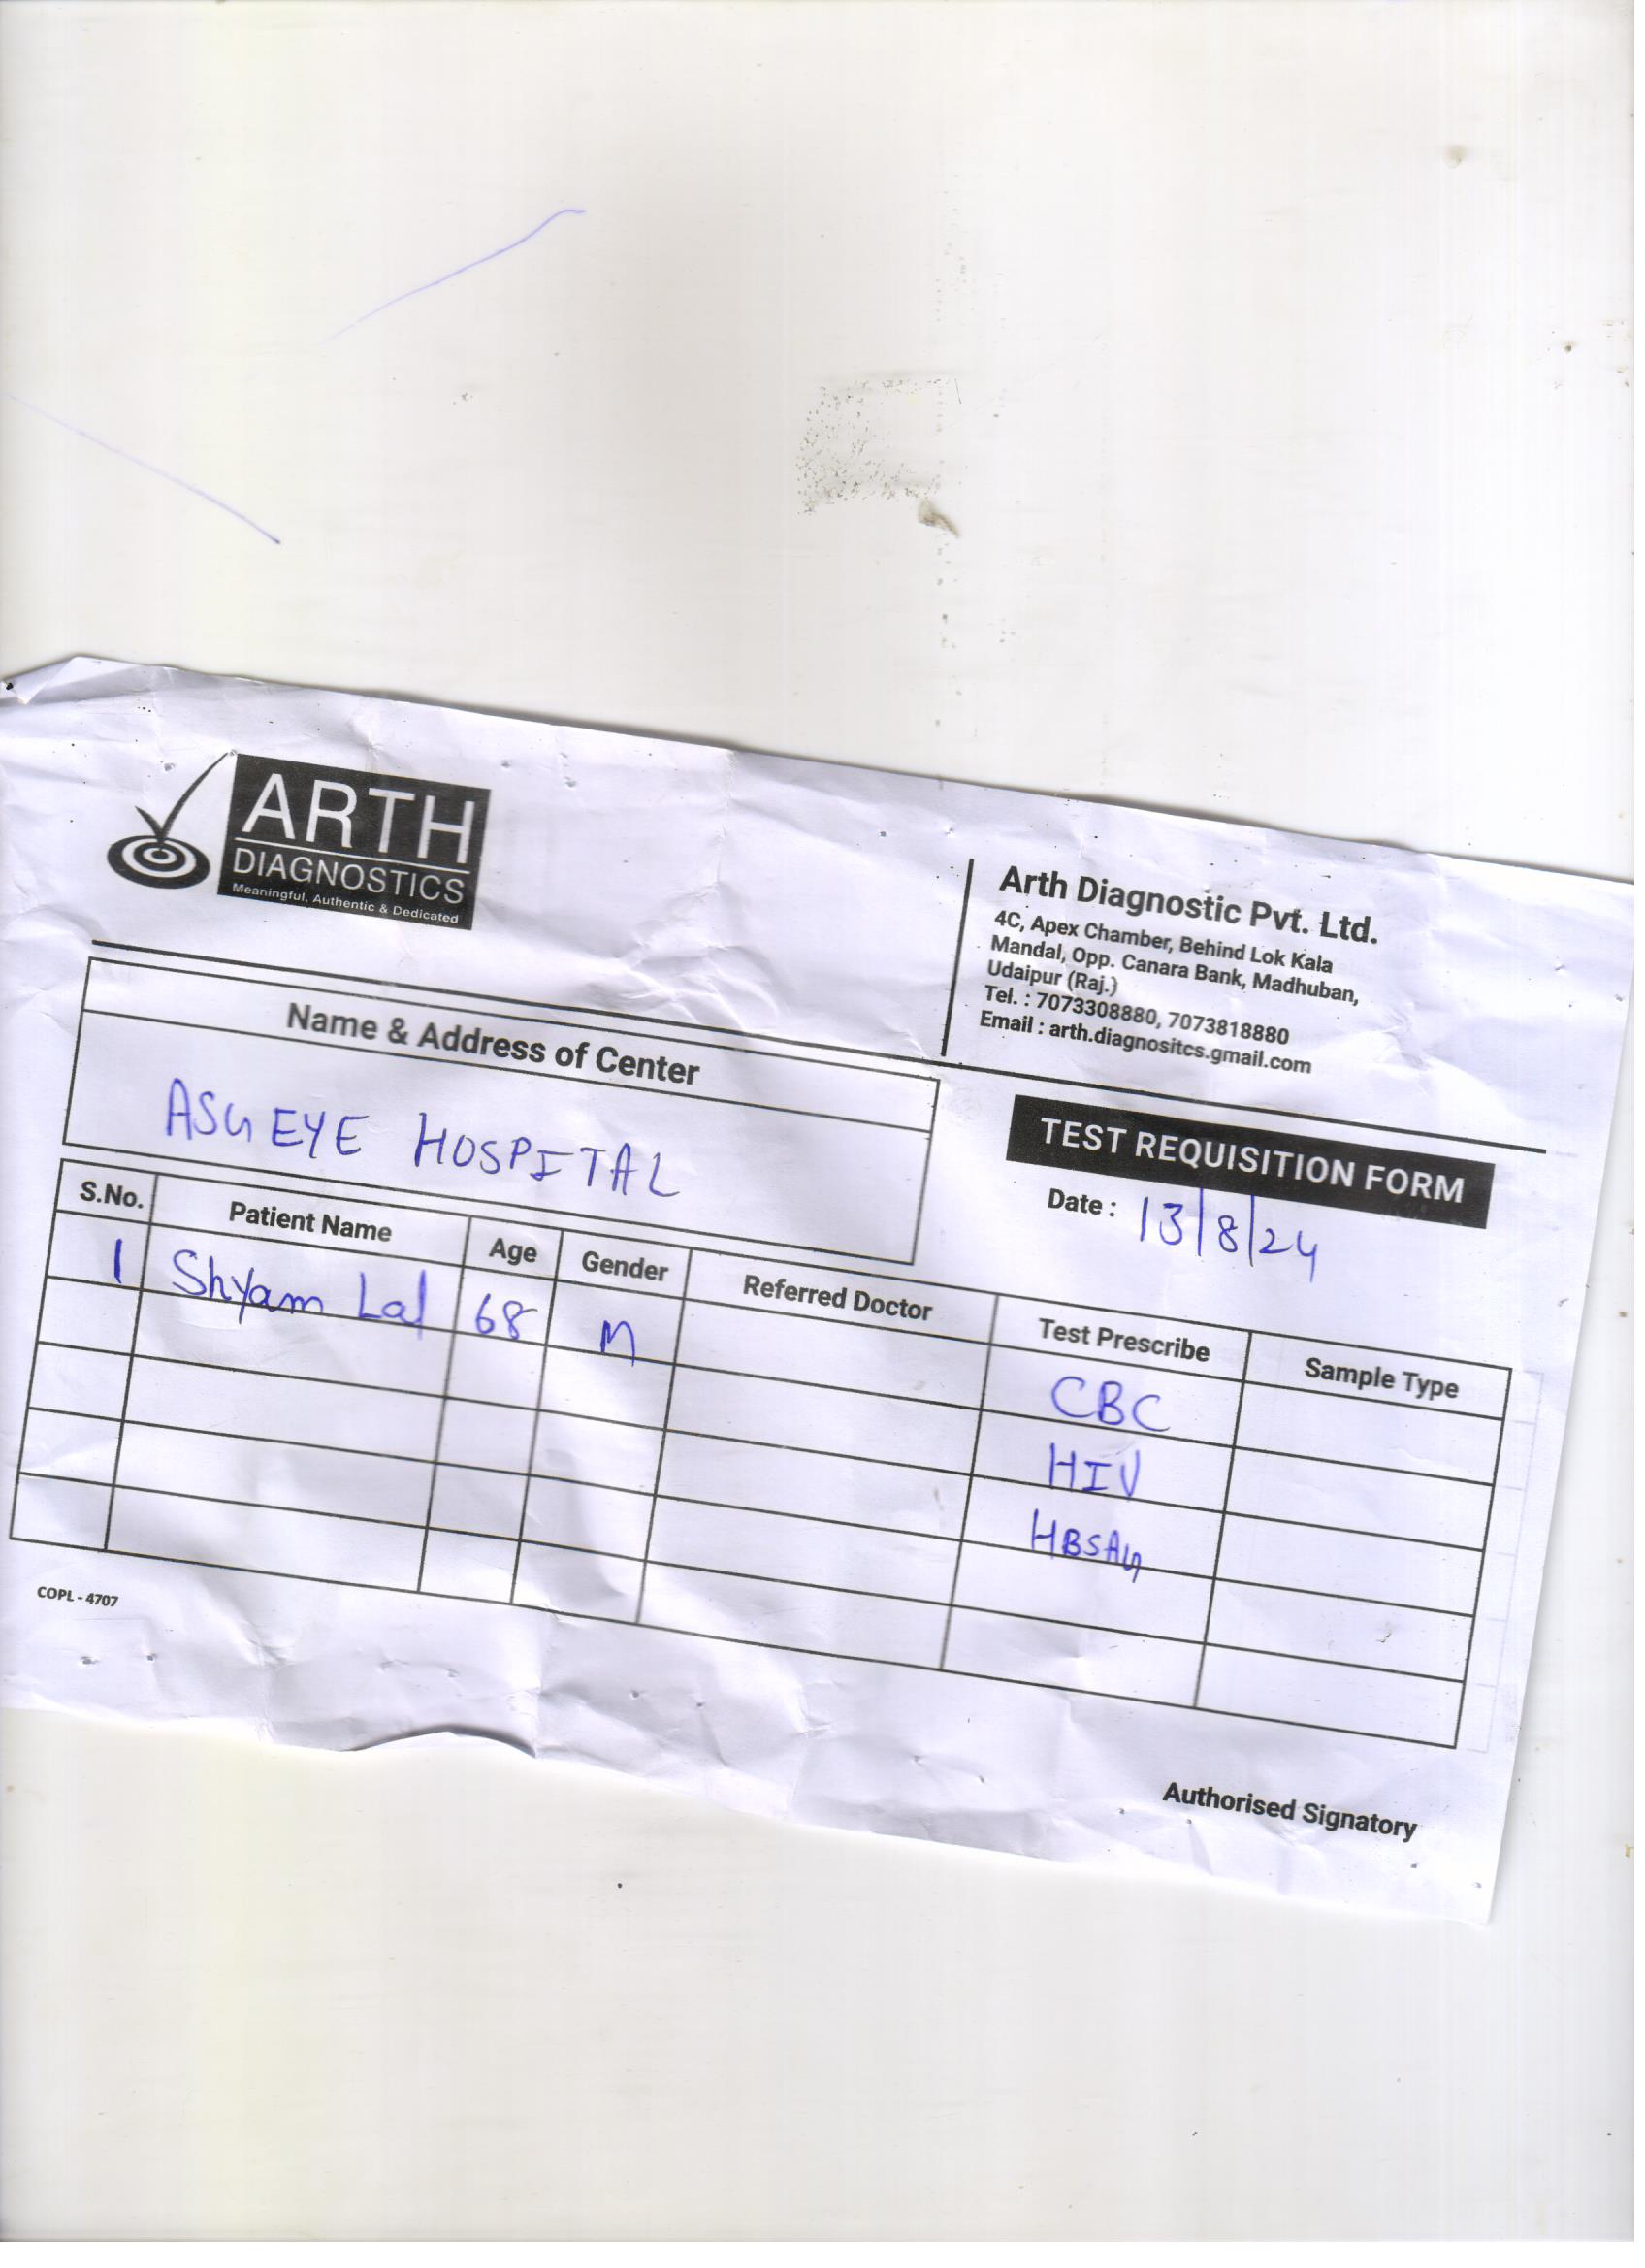 ARTH
DIAGNOSTICS
Meaningful, Authentic & Dedicated
Arth Diagnostic Pvt. Ltd.
4C, Apex Chamber, Behind Lok Kala
Mandal, Opp. Canara Bank, Madhuban,
Udaipur (Raj.)
Tel. : 7073308880, 7073818880
Email : arth.diagnositcs.gmail.com
Name & Address of Center
ASG EYE HOSPITAL
TEST REQUISITION FORM
Date : 13/8/24
S.No. Patient Name Age Gender Referred Doctor Test Prescribe Sample Type
1 Shyam Lal 68 M CBC
HIV
HBSAG
COPL - 4707
Authorised Signatory